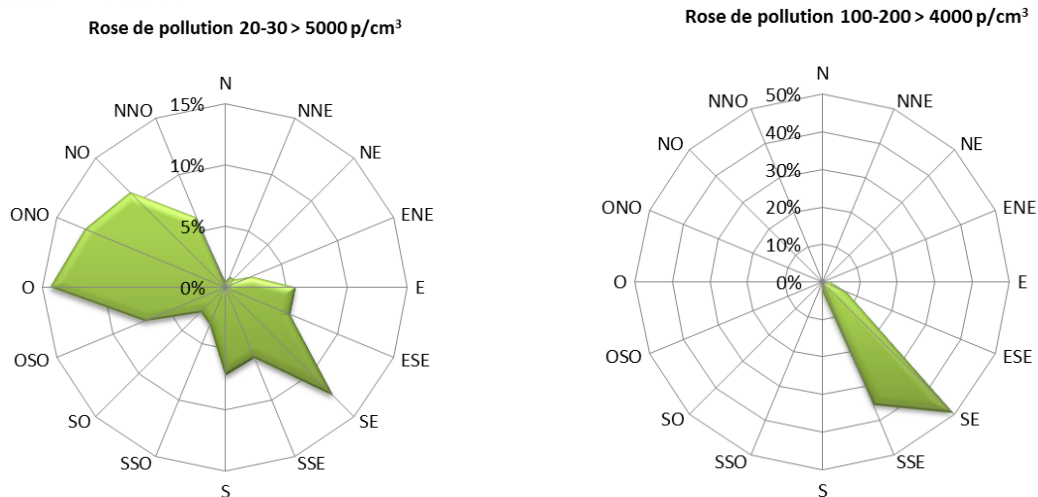 Rose de pollution 20-30 > 5000 p/cm³
N
NNE
NE
ENE
E
ESE
SE
SSE
S
SSO
SO
OSO
O
ONO
NO
NNO
15%
10%
5%
0%
Rose de pollution 100-200 > 4000 p/cm³
N
NNE
NE
ENE
E
ESE
SE
SSE
S
SSO
SO
OSO
O
ONO
NO
NNO
50%
40%
30%
20%
10%
0%